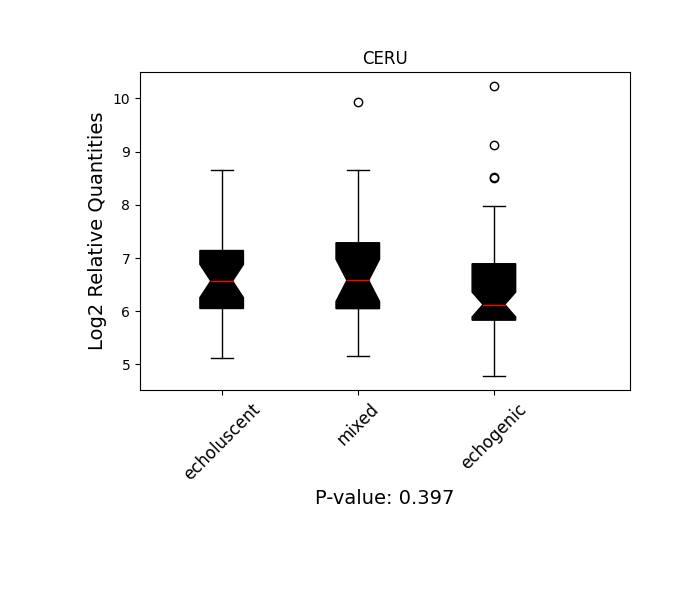 CERU
Log2 Relative Quantities
10
9
8
7
6
5
echoluscent
mixed
echogenic
P-value: 0.397